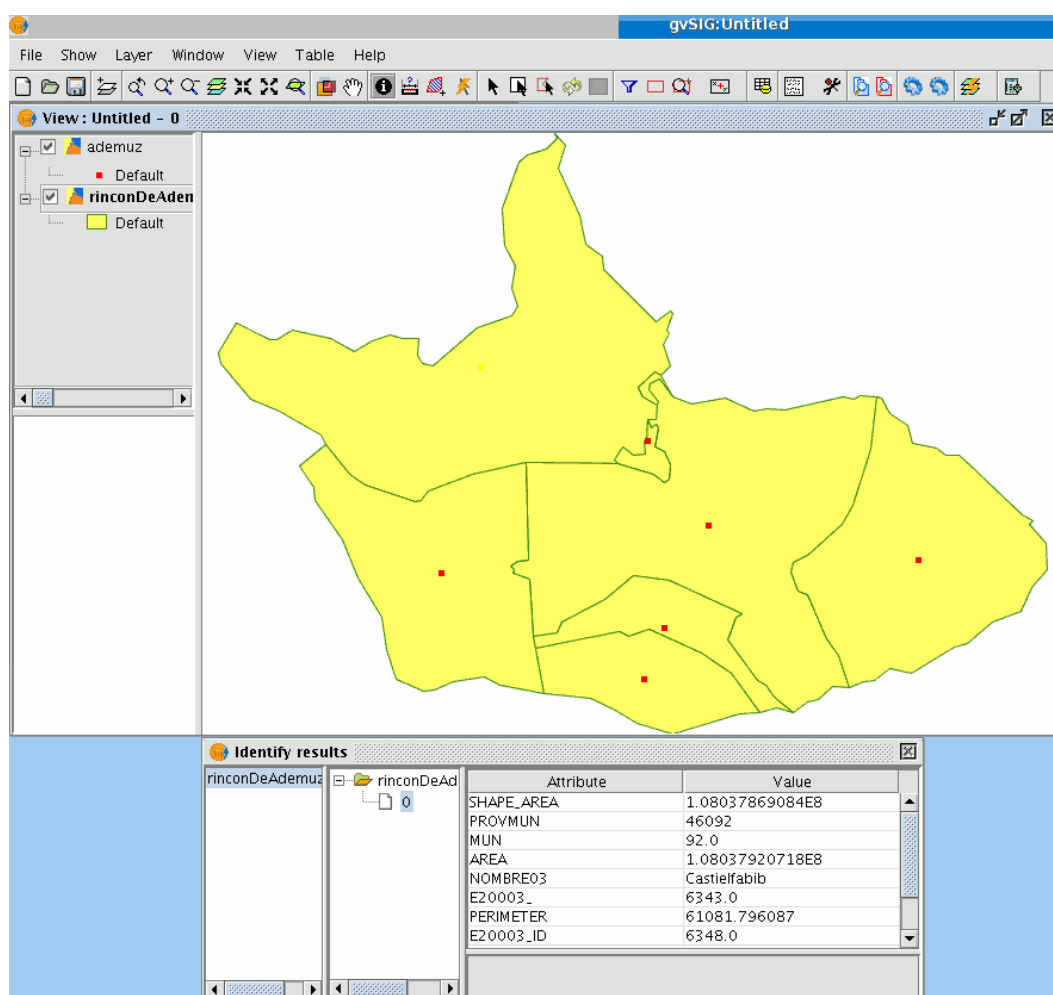 gvSIG:Untitled
File Show Layer Window View Table Help
View : Untitled - 0
ademuz
Default
rinconDeAden
Default
Identify results
rinconDeAdemuz
rinconDeAd
0
Attribute Value
SHAPE_AREA 1.08037869084E8
PROVMUN 46092
MUN 92.0
AREA 1.08037920718E8
NOMBRE03 Castielfabib
E20003_ 6343.0
PERIMETER 61081.796087
E20003_ID 6348.0